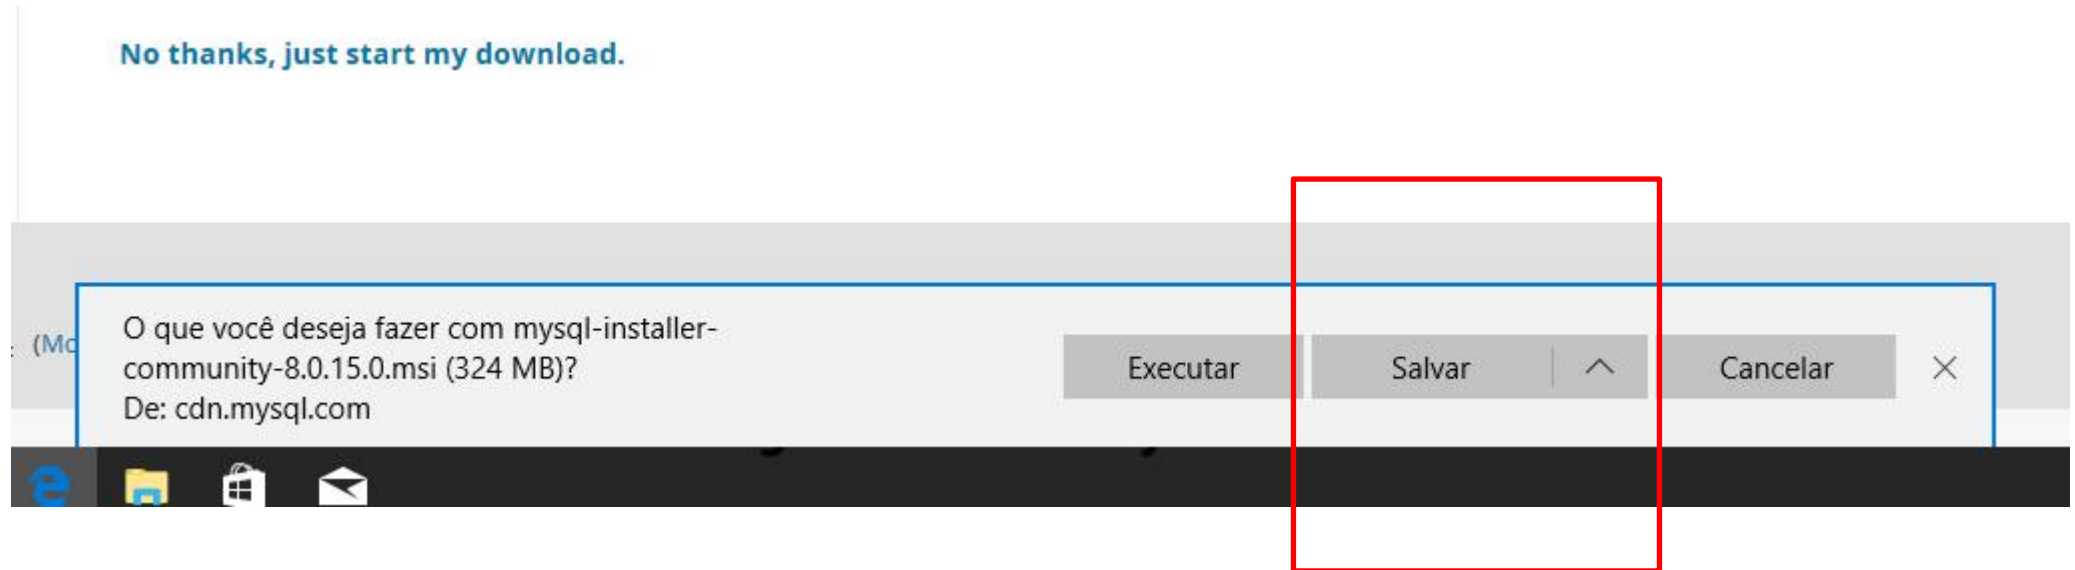 No thanks, just start my download.
(Mo
O que você deseja fazer com mysql-installer-
community-8.0.15.0.msi (324 MB)?
De: cdn.mysql.com
Executar
Salvar
Cancelar